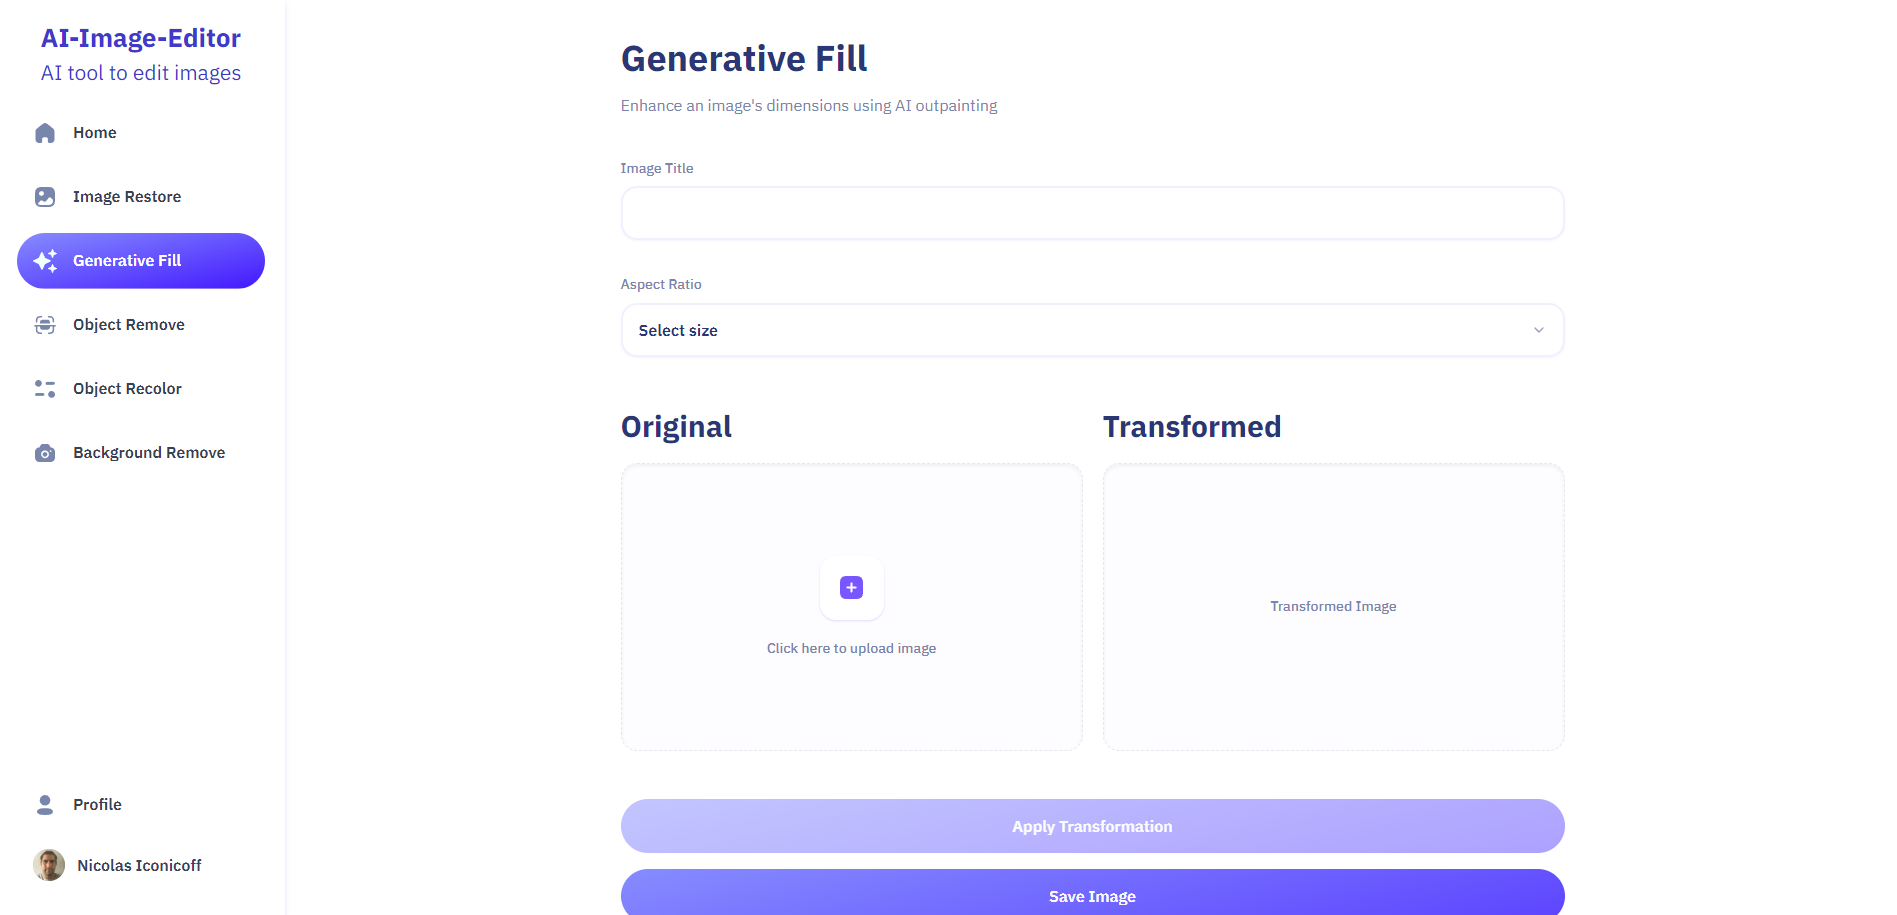 AI-Image-Editor
AI tool to edit images
Home
Image Restore
Generative Fill
Object Remove
Object Recolor
Background Remove
Profile
Nicolas Iconicoff
Generative Fill
Enhance an image's dimensions using AI outpainting
Image Title
Aspect Ratio
Select size
Original
Transformed
Click here to upload image
Transformed Image
Apply Transformation
Save Image